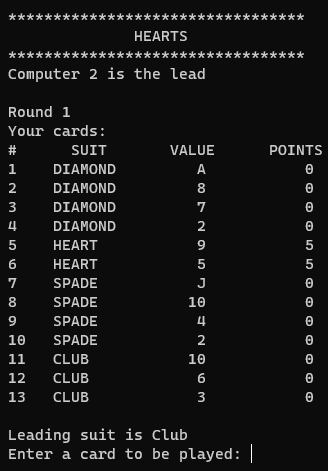 *********************************
HEARTS
*********************************
Computer 2 is the lead
Round 1
Your cards:
# SUIT VALUE POINTS
1 DIAMOND A 0
2 DIAMOND 8 0
3 DIAMOND 7 0
4 DIAMOND 2 0
5 HEART 9 5
6 HEART 5 5
7 SPADE J 0
8 SPADE 10 0
9 SPADE 4 0
10 SPADE 2 0
11 CLUB 10 0
12 CLUB 6 0
13 CLUB 3 0
Leading suit is Club
Enter a card to be played: